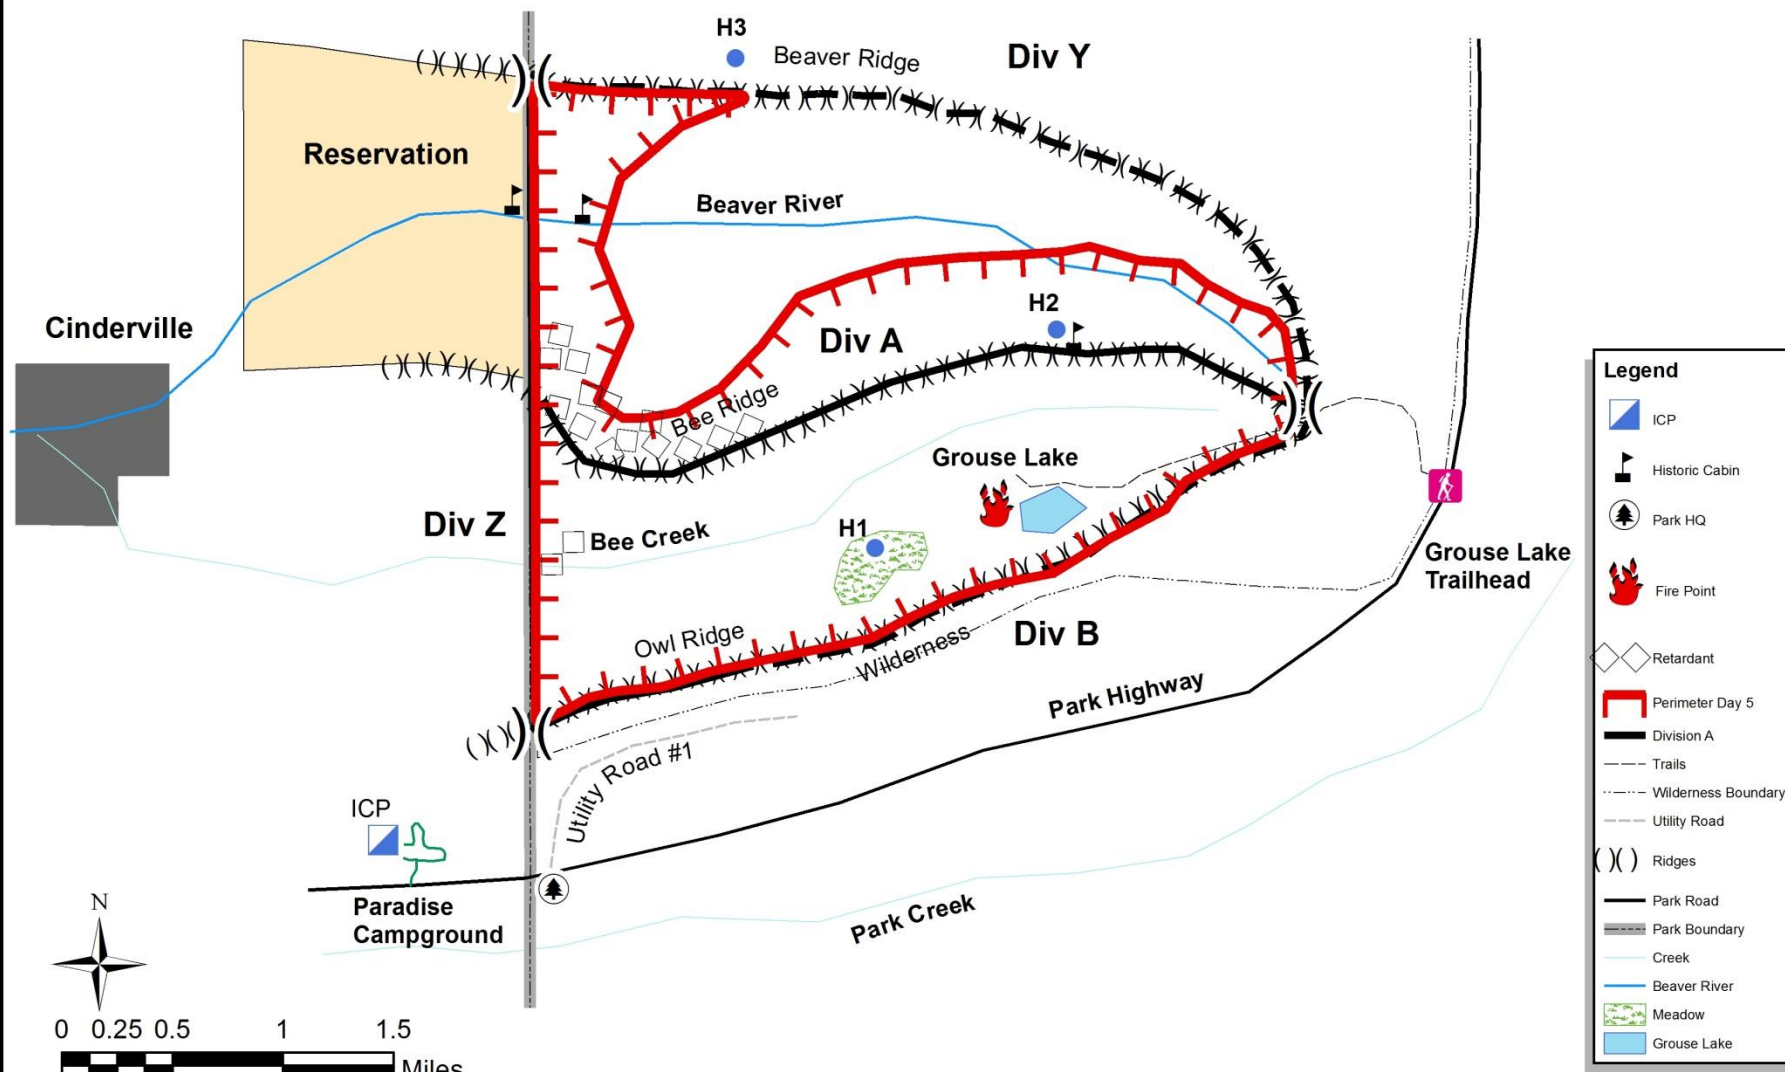 H3
Beaver Ridge
Div Y
Reservation
Beaver River
Cinderville
H2
Div A
Bee Ridge
Grouse Lake
Div Z
Bee Creek
H1
Grouse Lake
Trailhead
Owl Ridge
Wilderness
Div B
Park Highway
Utility Road #1
ICP
Paradise
Campground
Park Creek
N
0 0.25 0.5 1 1.5
Miles
Legend
ICP
Historic Cabin
Park HQ
Fire Point
Retardant
Perimeter Day 5
Division A
Trails
Wilderness Boundary
Utility Road
Ridges
Park Road
Park Boundary
Creek
Beaver River
Meadow
Grouse Lake